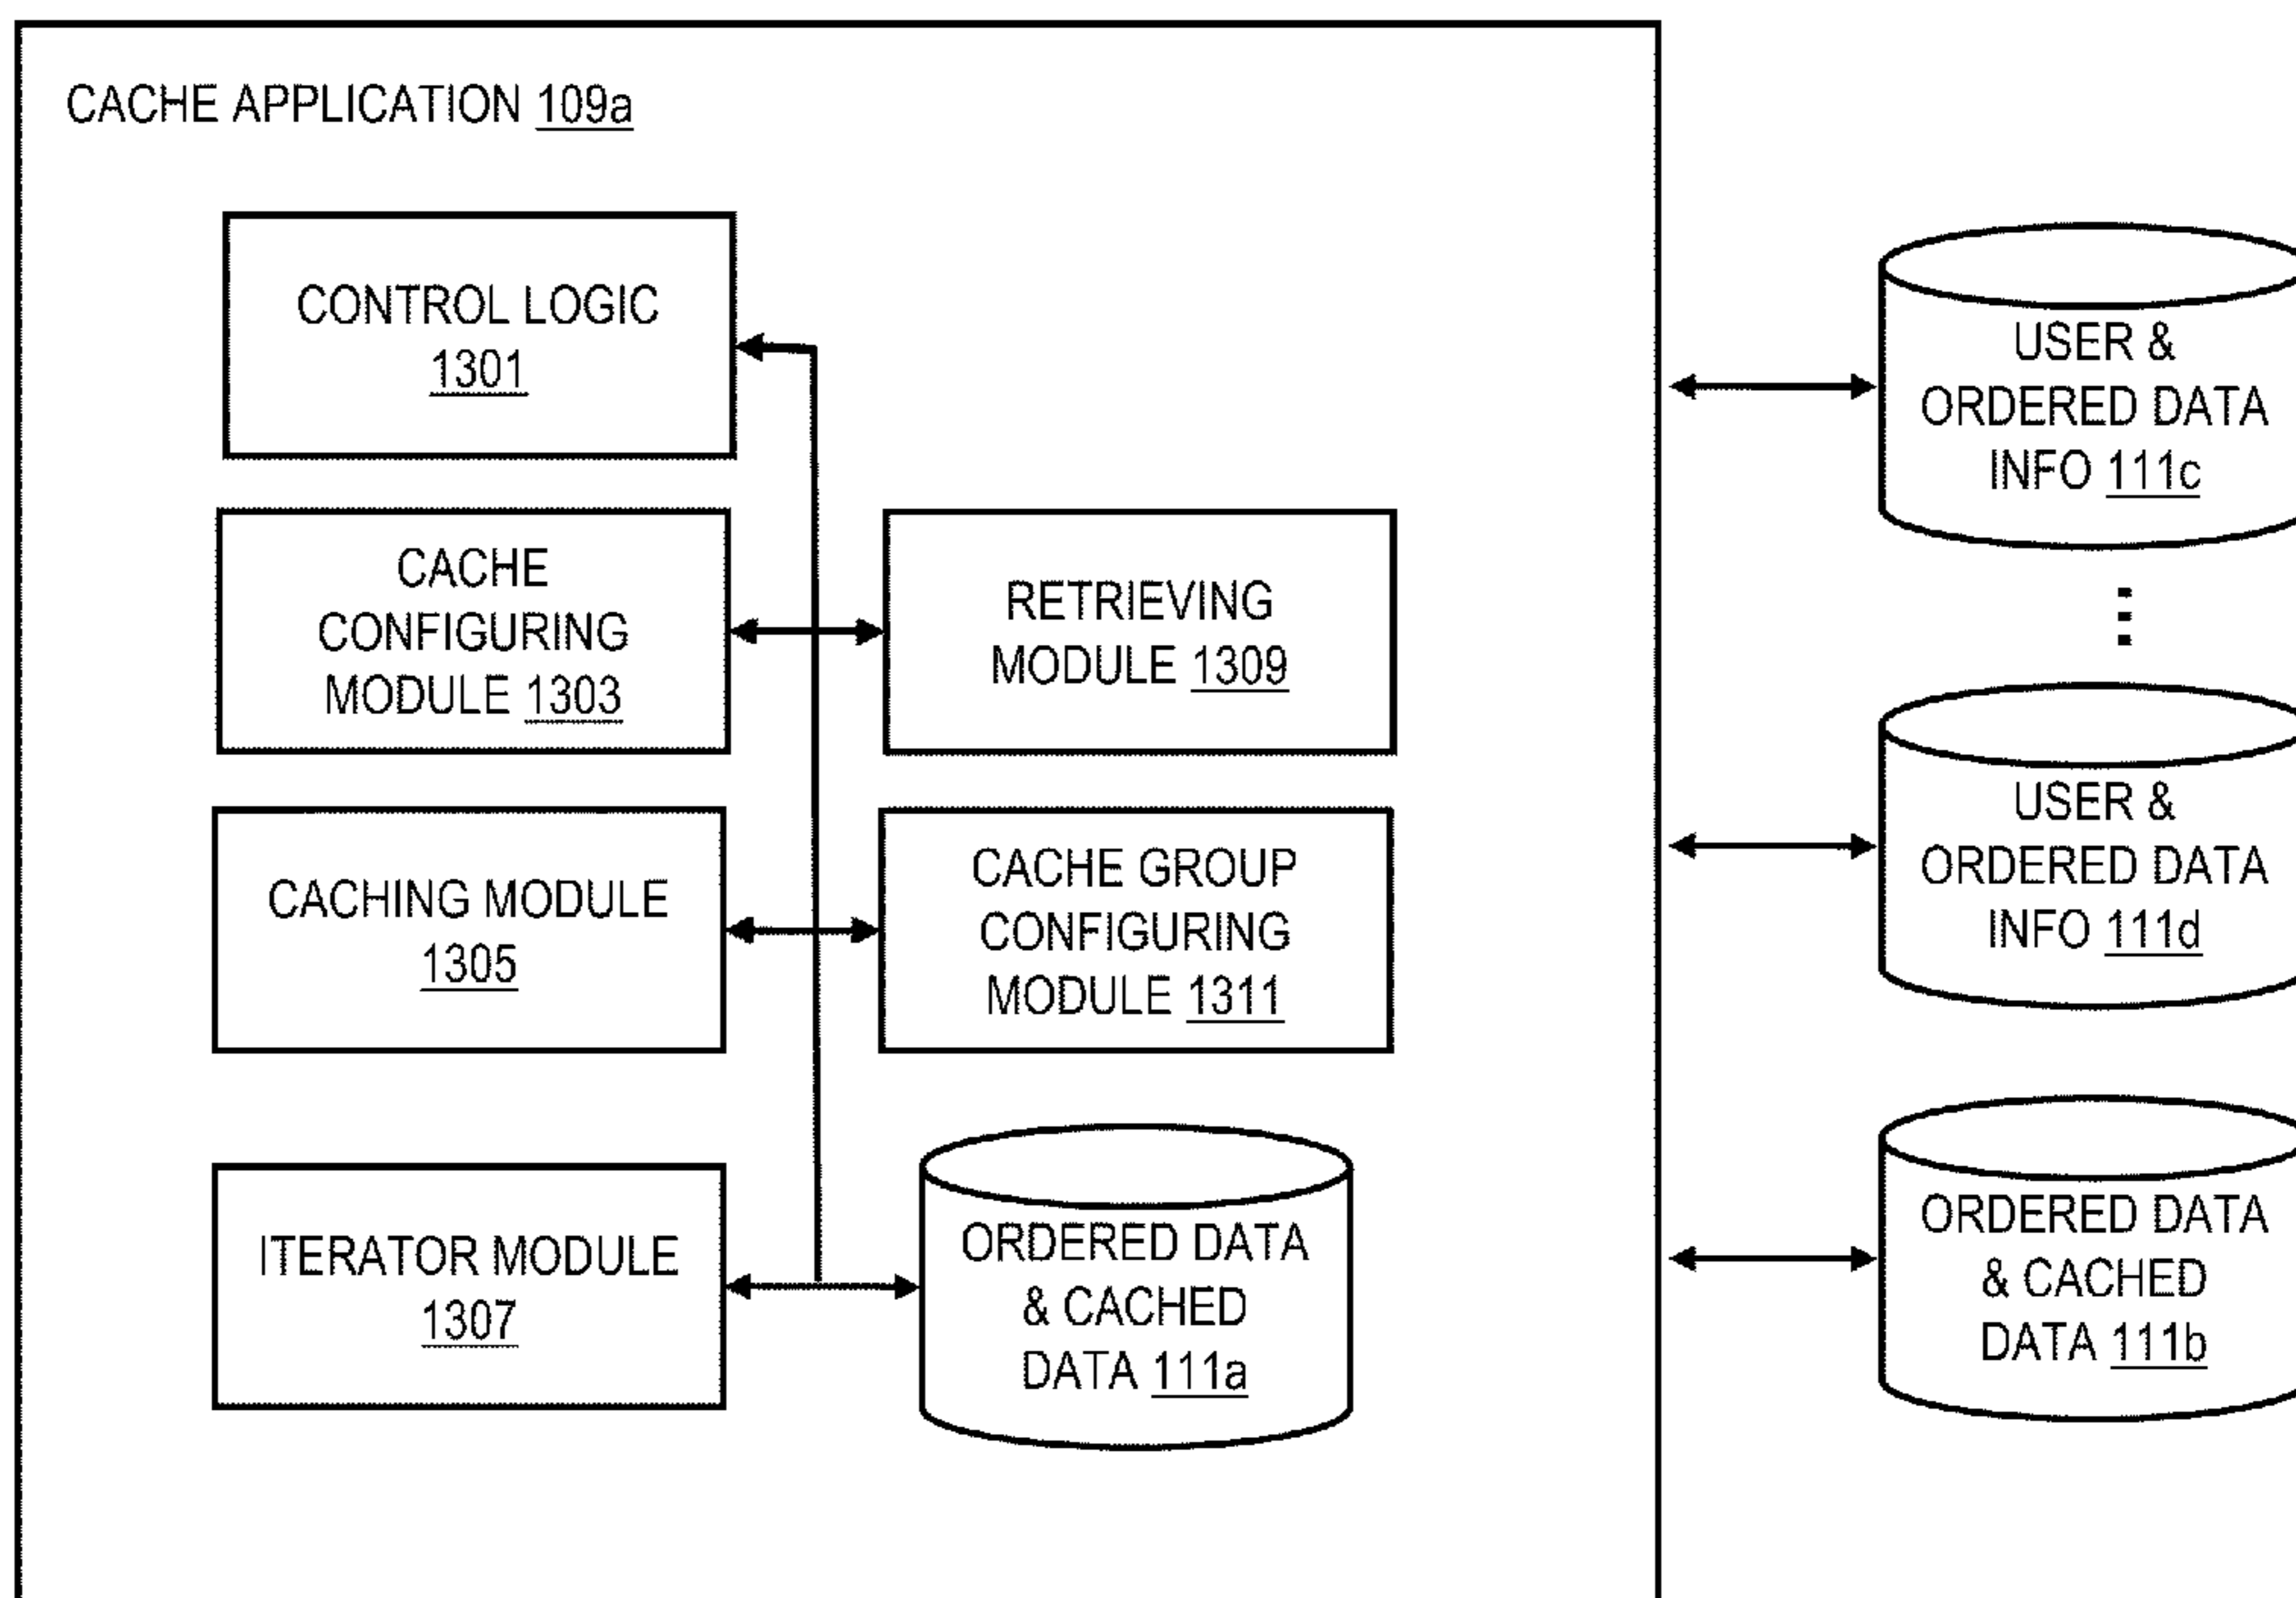 CACHE APPLICATION 109a
CONTROL LOGIC
1301
CACHE
CONFIGURING
MODULE 1303
RETRIEVING
MODULE 1309
CACHING MODULE
1305
CACHE GROUP
CONFIGURING
MODULE 1311
ITERATOR MODULE
1307
ORDERED DATA
& CACHED
DATA 111a
USER &
ORDERED DATA
INFO 111c
USER &
ORDERED DATA
INFO 111d
ORDERED DATA
& CACHED
DATA 111b